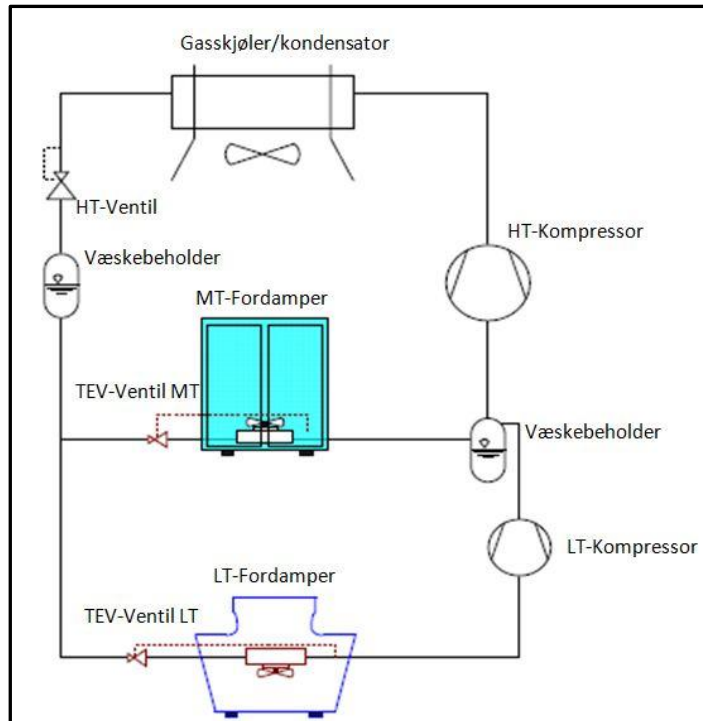 Gasskjøler/kondensator
HT-Ventil
HT-Kompressor
Væskebeholder
MT-Fordamper
TEV-Ventil MT
Væskebeholder
LT-Kompressor
LT-Fordamper
TEV-Ventil LT